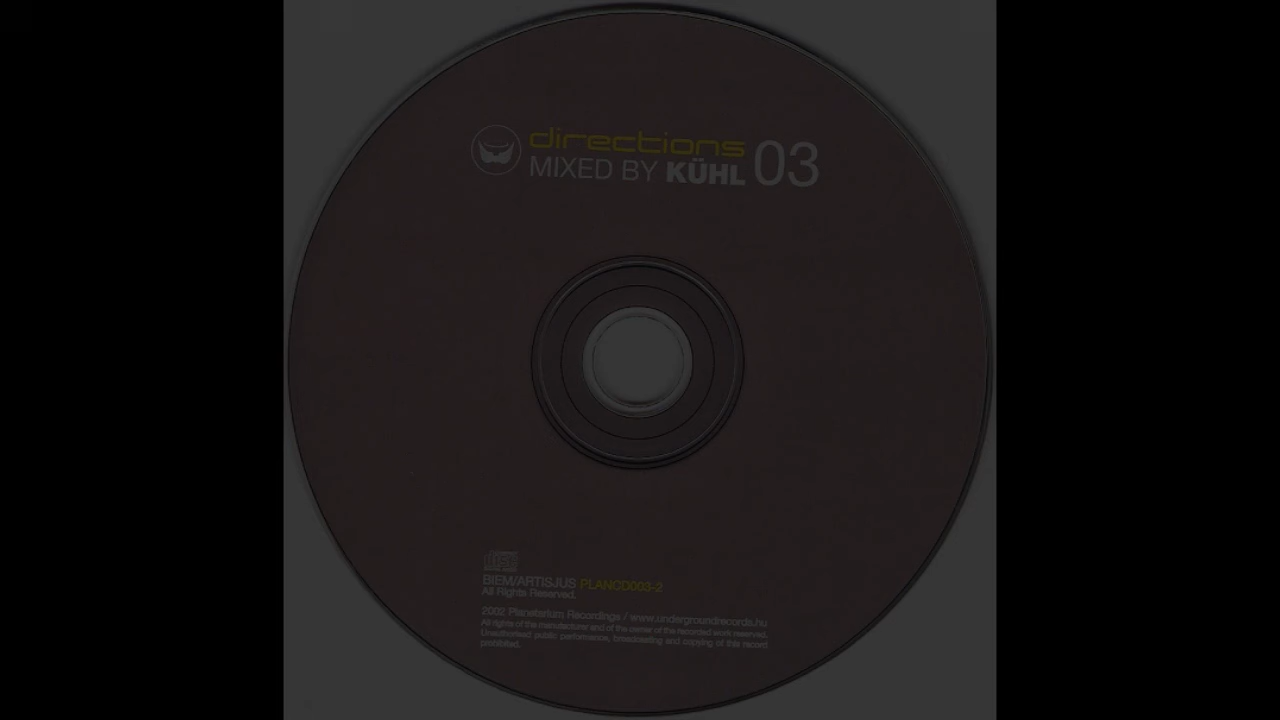 directions
MIXED BY KÜHL 03
BIEM/ARTISJUS PLANCD003-2
All Rights Reserved.
2002 Planetarium Recordings / www.undergroundrecords.hu
All rights of the manufacturer and of the owner of the recorded work reserved.
Unauthorised public performance, broadcasting and copying of this record
prohibited.